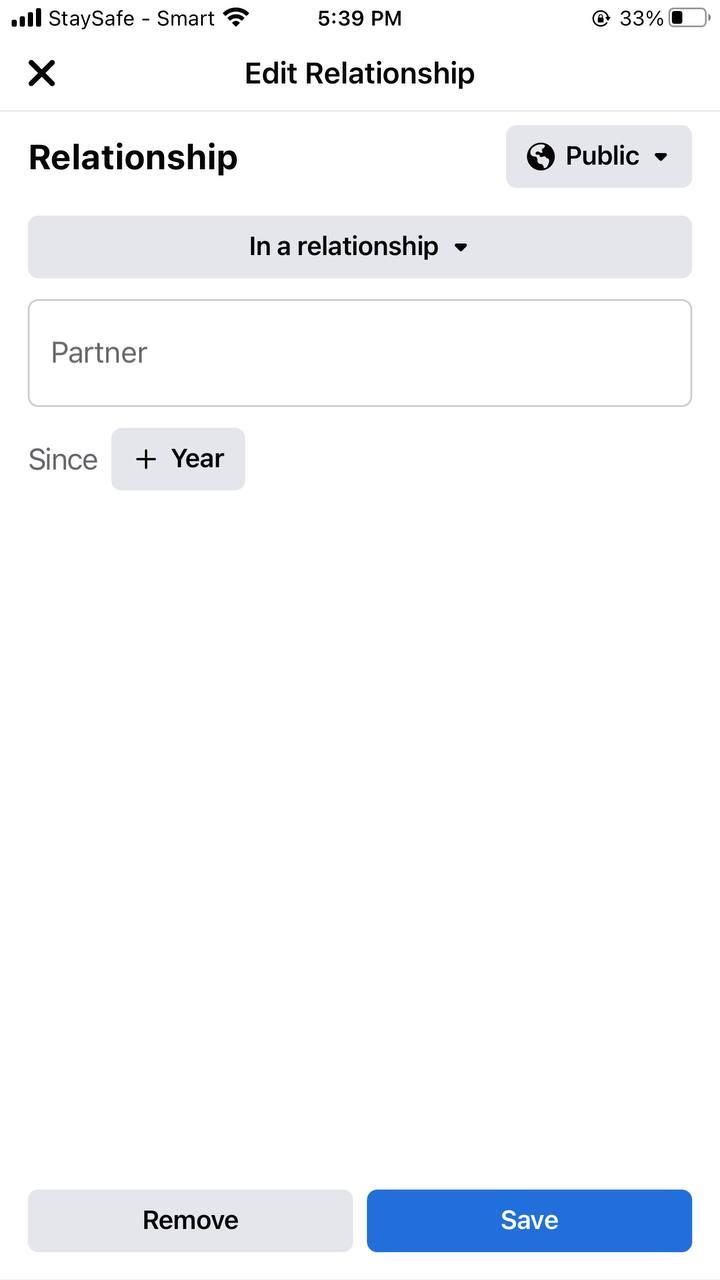 StaySafe - Smart 5:39 PM 33%
Edit Relationship
Relationship Public
In a relationship
Partner
Since + Year
Remove Save